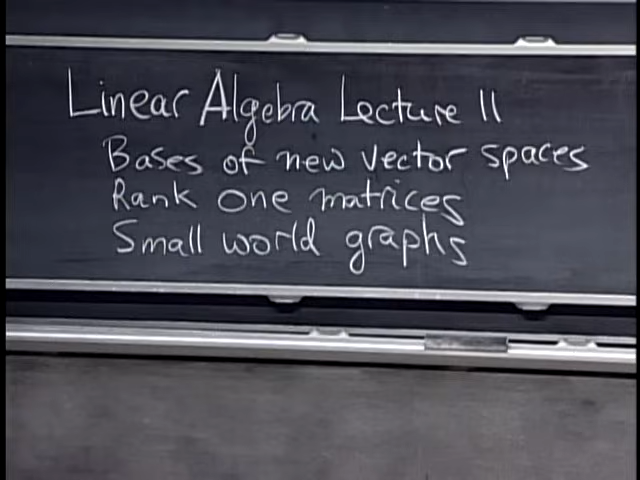 Linear Algebra Lecture 11
Bases of new vector spaces
Rank one matrices
Small world graphs